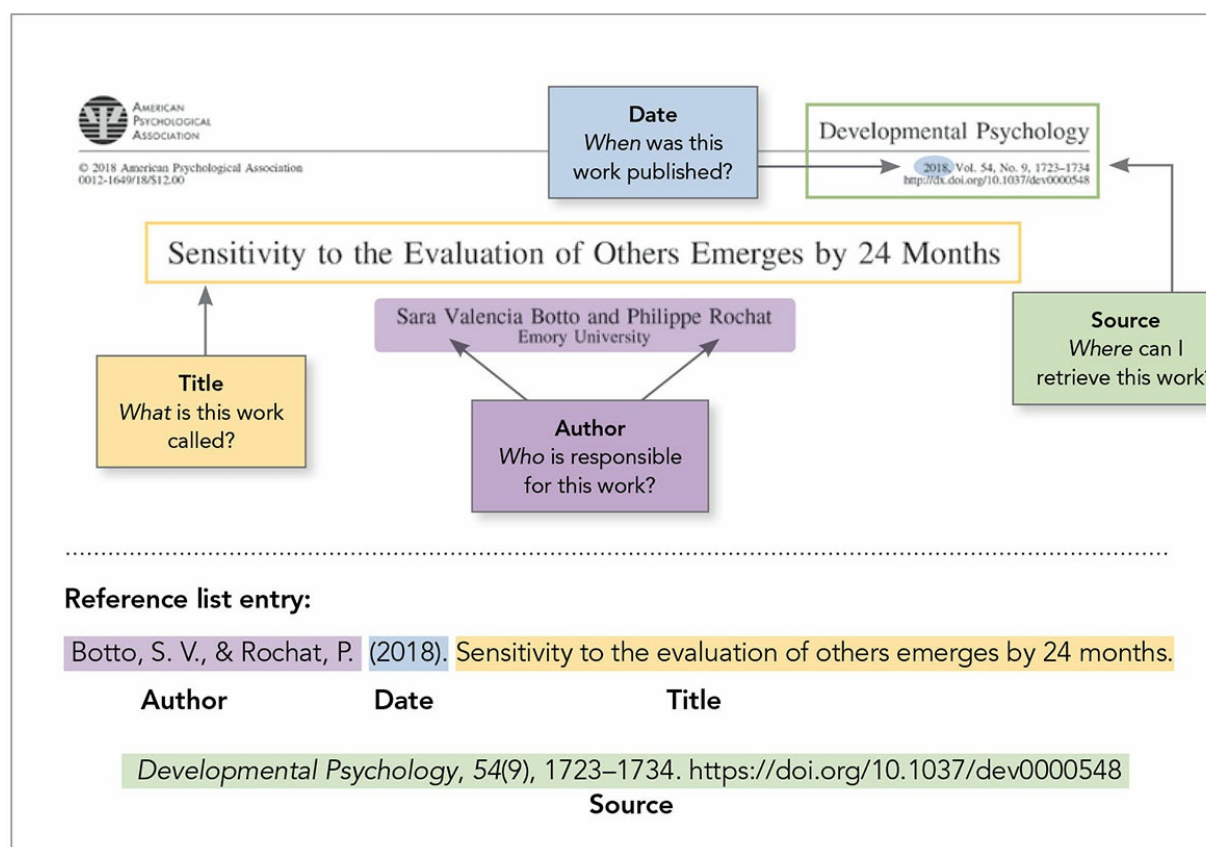 AMERICAN
PSYCHOLOGICAL
ASSOCIATION
© 2018 American Psychological Association
0012-1649/18/$12.00
Date
When was this
work published?
Developmental Psychology
2018, Vol. 54, No. 9, 1723–1734
http://dx.doi.org/10.1037/dev0000548
Sensitivity to the Evaluation of Others Emerges by 24 Months
Sara Valencia Botto and Philippe Rochat
Emory University
Source
Where can I
retrieve this work?
Title
What is this work
called?
Author
Who is responsible
for this work?
Reference list entry:
Botto, S. V., & Rochat, P. (2018). Sensitivity to the evaluation of others emerges by 24 months.
Author Date Title
Developmental Psychology, 54(9), 1723–1734. https://doi.org/10.1037/dev0000548
Source